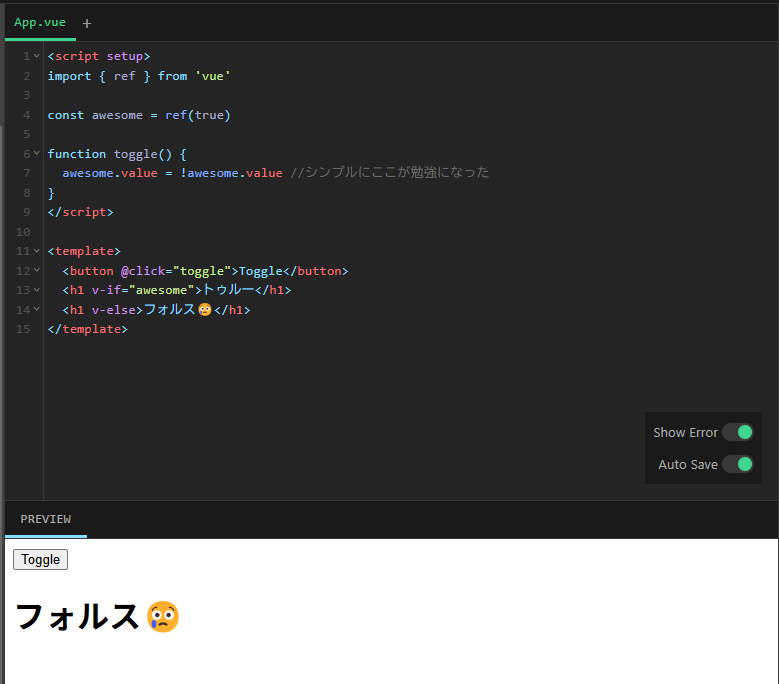 App.vue +
1 <script setup>
2 import { ref } from 'vue'
3
4 const awesome = ref(true)
5
6 function toggle() {
7   awesome.value = !awesome.value //シンプルにここが勉強になった
8 }
9 </script>
10
11 <template>
12   <button @click="toggle">Toggle</button>
13   <h1 v-if="awesome">トゥルー</h1>
14   <h1 v-else>フォルス😢</h1>
15 </template>
Show Error
Auto Save
PREVIEW
Toggle
フォルス😢